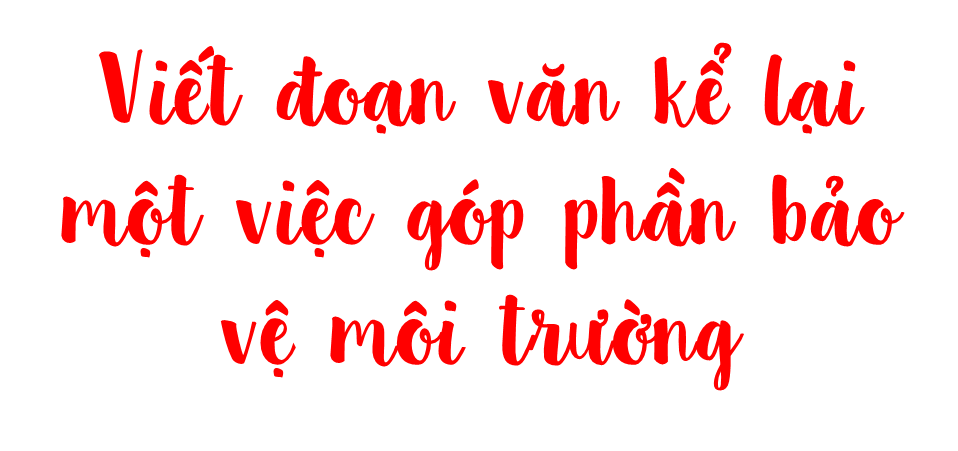 Viết đoạn văn kể lại
một việc góp phần bảo
vệ môi trường